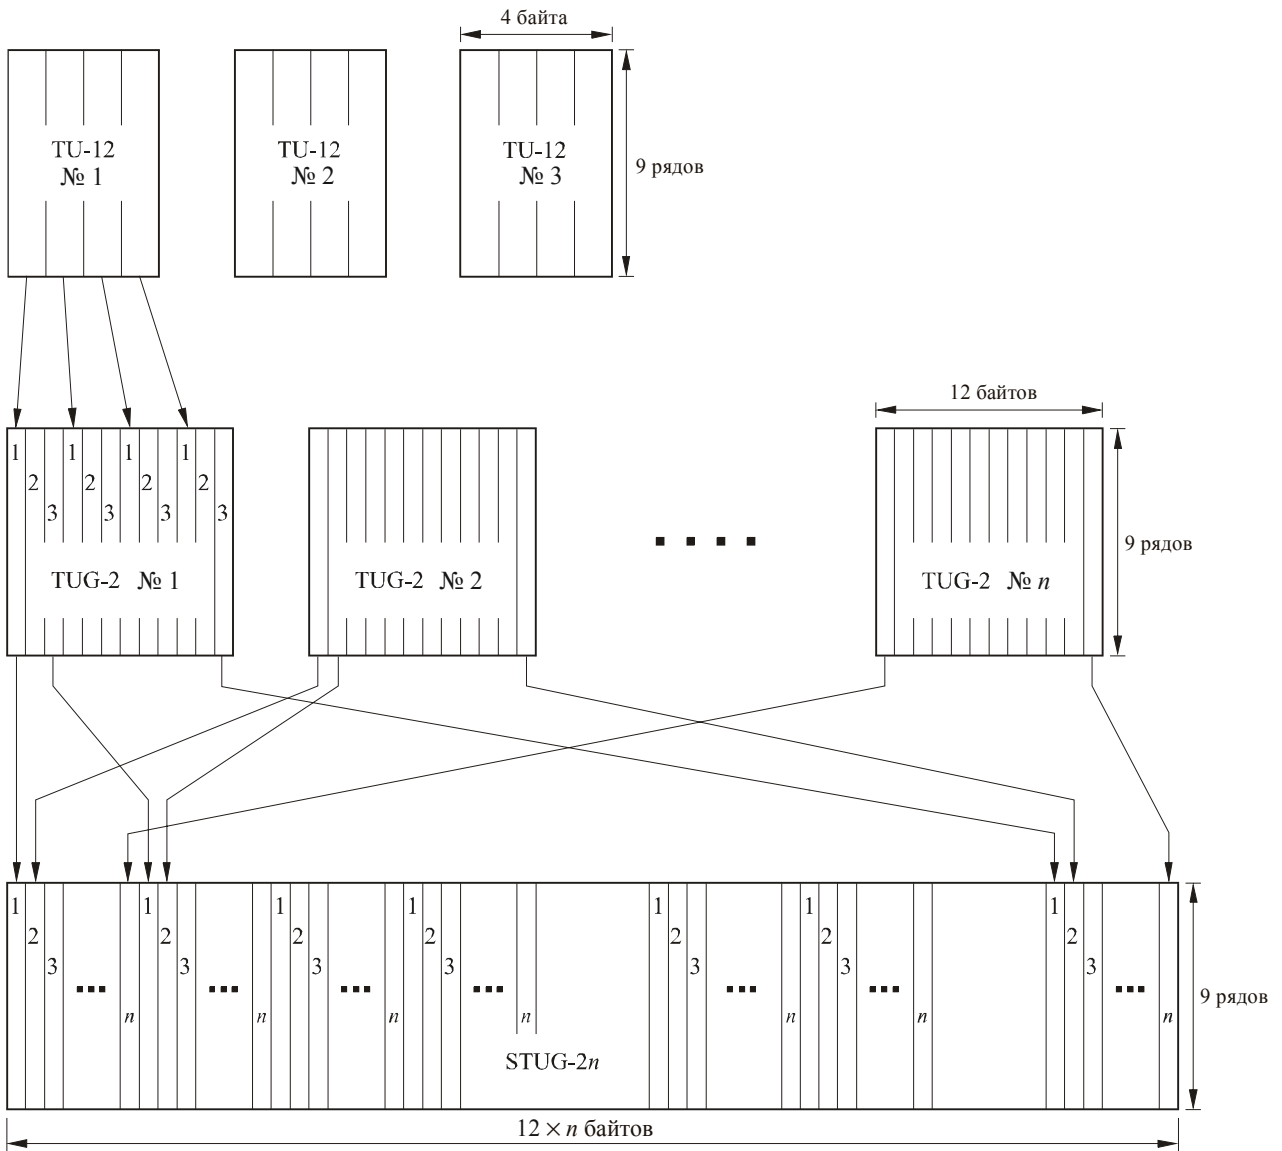 4 байта
TU-12
№ 1
TU-12
№ 2
TU-12
№ 3
9 рядов
12 байтов
1 1 1 1
2 2 2 2
3 3 3 3
TUG-2 № 1
TUG-2 № 2
TUG-2 № n
9 рядов
1 1 1 1 1 1 1
2 2 2 2 2 2 2
3 3 3 3 3 3 3
n n n n n n n
9 рядов
STUG-2n
12 × n байтов